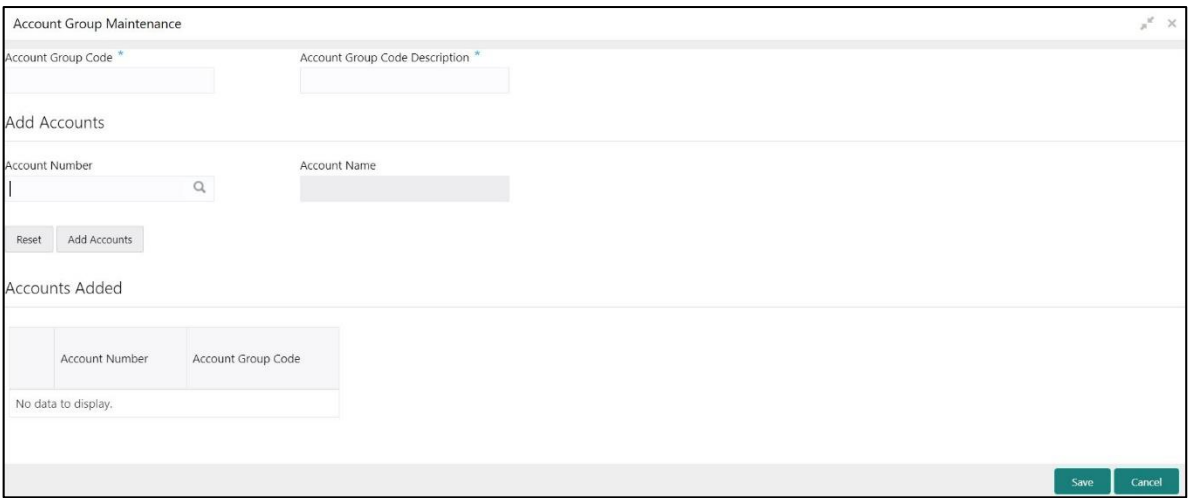 Account Group Maintenance
Account Group Code * Account Group Code Description *
Add Accounts
Account Number Account Name
Reset Add Accounts
Accounts Added
Account Number Account Group Code
No data to display.
Save Cancel